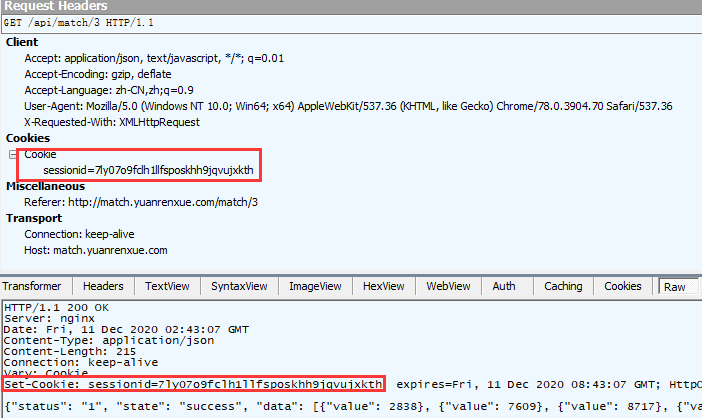 Request Headers
GET /api/match/3 HTTP/1.1
Client
Accept: application/json, text/javascript, */*; q=0.01
Accept-Encoding: gzip, deflate
Accept-Language: zh-CN,zh;q=0.9
User-Agent: Mozilla/5.0 (Windows NT 10.0; Win64; x64) AppleWebKit/537.36 (KHTML, like Gecko) Chrome/78.0.3904.70 Safari/537.36
X-Requested-With: XMLHttpRequest
Cookies
Cookie
sessionid=7ly07o9fclh1llfsposkhh9jqvujxkth
Miscellaneous
Referer: http://match.yuanrenxue.com/match/3
Transport
Connection: keep-alive
Host: match.yuanrenxue.com
Transformer Headers TextView SyntaxView ImageView HexView WebView Auth Caching Cookies Raw
HTTP/1.1 200 OK
Server: nginx
Date: Fri, 11 Dec 2020 02:43:07 GMT
Content-Type: application/json
Content-Length: 215
Connection: keep-alive
Vary: Cookie
Set-Cookie: sessionid=7ly07o9fclh1llfsposkhh9jqvujxkth expires=Fri, 11 Dec 2020 08:43:07 GMT; HttpO
{"status": "1", "state": "success", "data": [{"value": 2838}, {"value": 7609}, {"value": 8717}, {"va